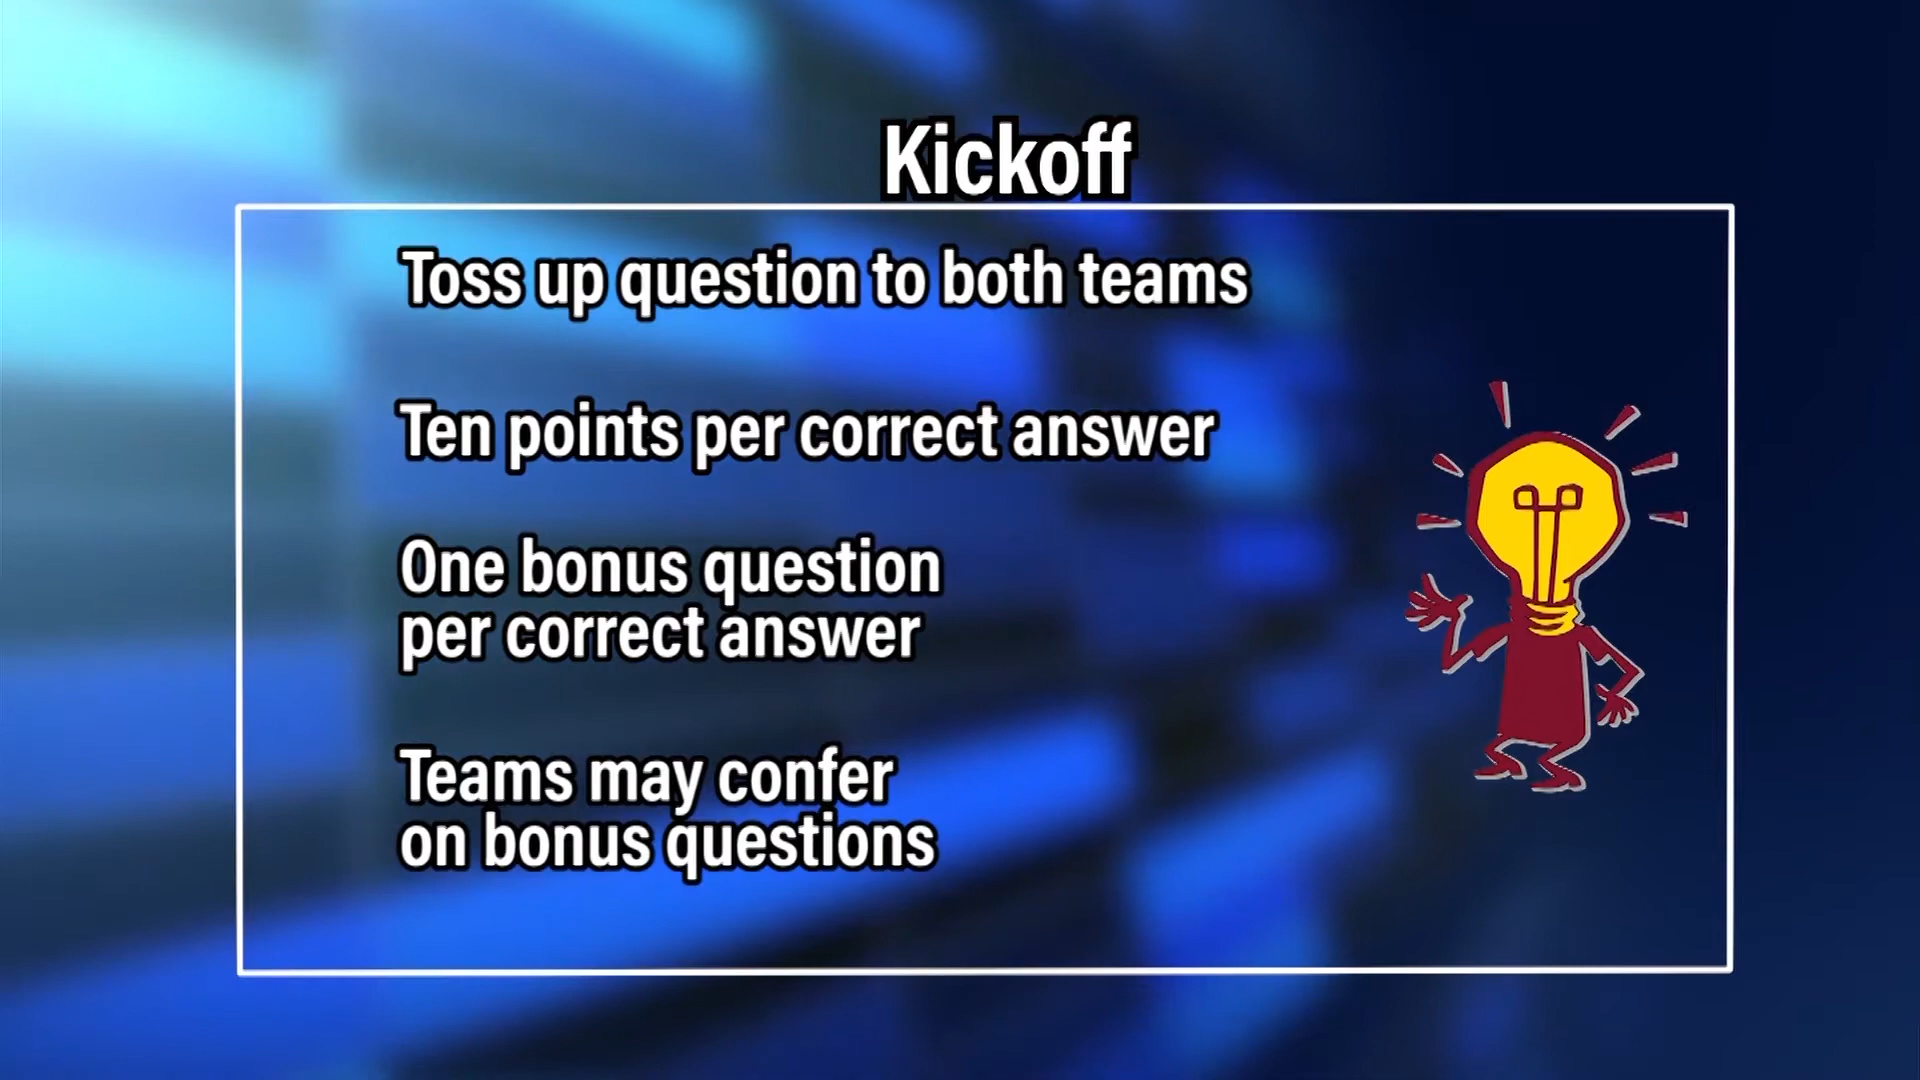 Kickoff
Toss up question to both teams
Ten points per correct answer
One bonus question
per correct answer
Teams may confer
on bonus questions